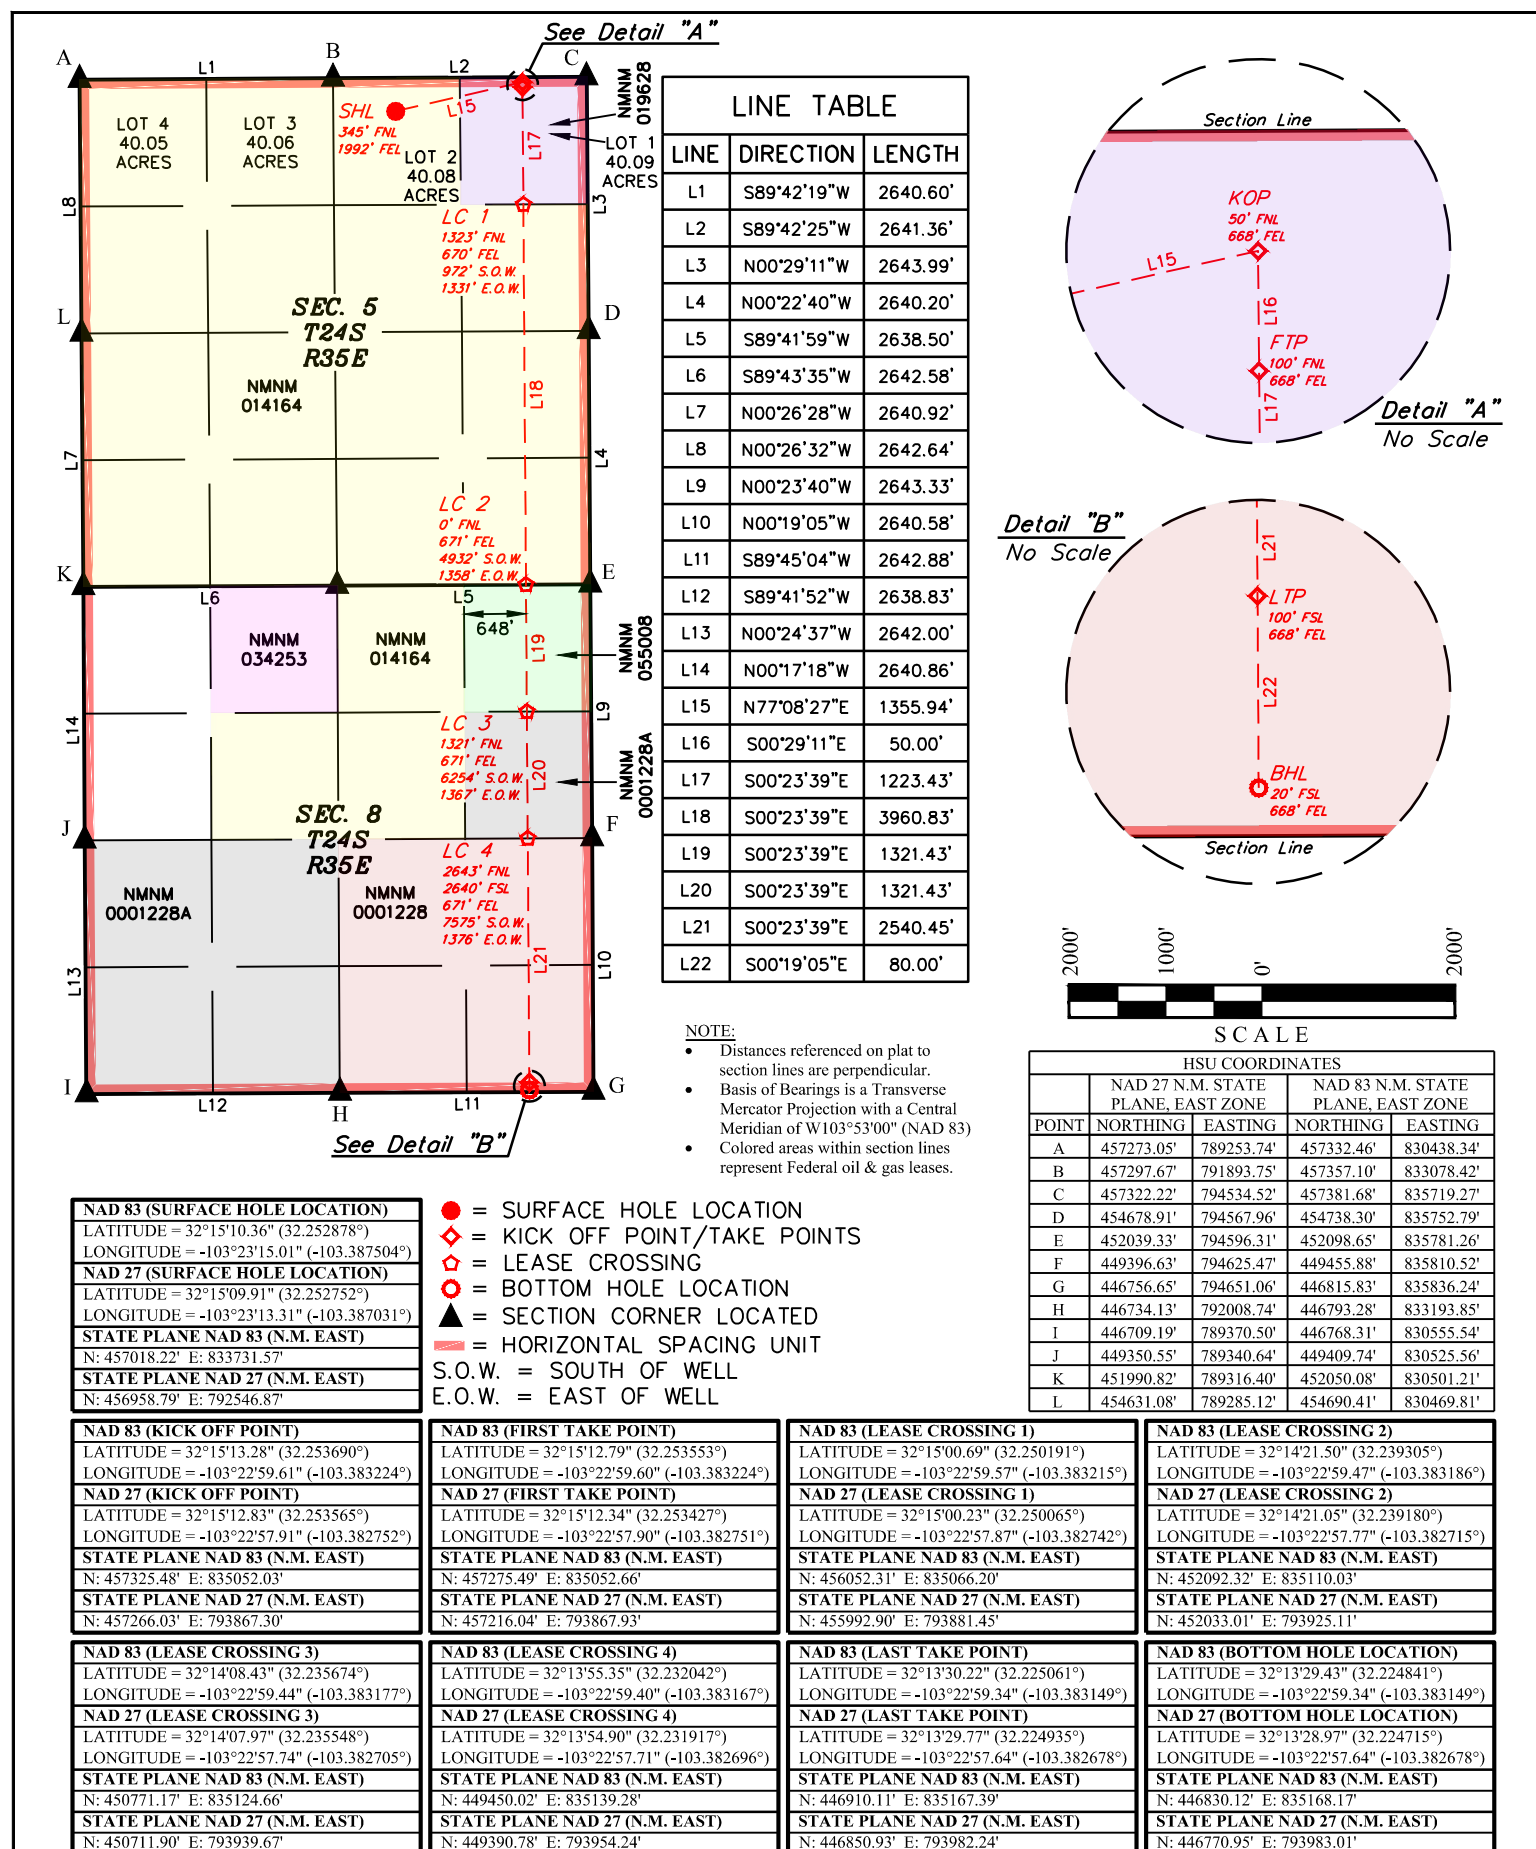 See Detail "A"
A
B
C
L1
L2
SHL
345' FNL
1992' FEL
L15
L17
NMNM
019628
LOT 4
40.05
ACRES
LOT 3
40.06
ACRES
LOT 2
40.08
ACRES
LOT 1
40.09
ACRES
L8
L3
LC 1
1323' FNL
670' FEL
972' S.O.W.
1331' E.O.W.
SEC. 5
T24S
R35E
L
D
NMNM
014164
L18
L7
L4
LC 2
0' FNL
671' FEL
4932' S.O.W.
1358' E.O.W.
K
E
L6
L5
648'
L19
NMNM
034253
NMNM
014164
NMNM
055008
L14
L9
LC 3
1321' FNL
671' FEL
6254' S.O.W.
1367' E.O.W.
L20
NMNM
0001228A
SEC. 8
T24S
R35E
J
F
LC 4
2643' FNL
2640' FSL
671' FEL
7575' S.O.W.
1376' E.O.W.
NMNM
0001228A
NMNM
0001228
L21
L13
L10
I
H
G
L12
L11
See Detail "B"
LINE TABLE
LINE DIRECTION LENGTH
L1 S89°42'19"W 2640.60'
L2 S89°42'25"W 2641.36'
L3 N00°29'11"W 2643.99'
L4 N00°22'40"W 2640.20'
L5 S89°41'59"W 2638.50'
L6 S89°43'35"W 2642.58'
L7 N00°26'28"W 2640.92'
L8 N00°26'32"W 2642.64'
L9 N00°23'40"W 2643.33'
L10 N00°19'05"W 2640.58'
L11 S89°45'04"W 2642.88'
L12 S89°41'52"W 2638.83'
L13 N00°24'37"W 2642.00'
L14 N00°17'18"W 2640.86'
L15 N77°08'27"E 1355.94'
L16 S00°29'11"E 50.00'
L17 S00°23'39"E 1223.43'
L18 S00°23'39"E 3960.83'
L19 S00°23'39"E 1321.43'
L20 S00°23'39"E 1321.43'
L21 S00°23'39"E 2540.45'
L22 S00°19'05"E 80.00'
Section Line
KOP
50' FNL
668' FEL
L15
L16
FTP
100' FNL
668' FEL
L17
Detail "A"
No Scale
Detail "B"
No Scale
L21
LTP
100' FSL
668' FEL
L22
BHL
20' FSL
668' FEL
Section Line
2000' 1000' 0' 2000'
SCALE
NOTE:
• Distances referenced on plat to
section lines are perpendicular.
• Basis of Bearings is a Transverse
Mercator Projection with a Central
Meridian of W103°53'00" (NAD 83)
• Colored areas within section lines
represent Federal oil & gas leases.
HSU COORDINATES
NAD 27 N.M. STATE PLANE, EAST ZONE NAD 83 N.M. STATE PLANE, EAST ZONE
POINT NORTHING EASTING NORTHING EASTING
A 457273.05' 789253.74' 457332.46' 830438.34'
B 457297.67' 791893.75' 457357.10' 833078.42'
C 457322.22' 794534.52' 457381.68' 835719.27'
D 454678.91' 794567.96' 454738.30' 835752.79'
E 452039.33' 794596.31' 452098.65' 835781.26'
F 449396.63' 794625.47' 449455.88' 835810.52'
G 446756.65' 794651.06' 446815.83' 835836.24'
H 446734.13' 792008.74' 446793.28' 833193.85'
I 446709.19' 789370.50' 446768.31' 830555.54'
J 449350.55' 789340.64' 449409.74' 830525.56'
K 451990.82' 789316.40' 452050.08' 830501.21'
L 454631.08' 789285.12' 454690.41' 830469.81'
NAD 83 (SURFACE HOLE LOCATION)
LATITUDE = 32°15'10.36" (32.252878°)
LONGITUDE = -103°23'15.01" (-103.387504°)
NAD 27 (SURFACE HOLE LOCATION)
LATITUDE = 32°15'09.91" (32.252752°)
LONGITUDE = -103°23'13.31" (-103.387031°)
STATE PLANE NAD 83 (N.M. EAST)
N: 457018.22' E: 833731.57'
STATE PLANE NAD 27 (N.M. EAST)
N: 456958.79' E: 792546.87'
= SURFACE HOLE LOCATION
= KICK OFF POINT/TAKE POINTS
= LEASE CROSSING
= BOTTOM HOLE LOCATION
= SECTION CORNER LOCATED
= HORIZONTAL SPACING UNIT
S.O.W. = SOUTH OF WELL
E.O.W. = EAST OF WELL
NAD 83 (KICK OFF POINT)
LATITUDE = 32°15'13.28" (32.253690°)
LONGITUDE = -103°22'59.61" (-103.383224°)
NAD 27 (KICK OFF POINT)
LATITUDE = 32°15'12.83" (32.253565°)
LONGITUDE = -103°22'57.91" (-103.382752°)
STATE PLANE NAD 83 (N.M. EAST)
N: 457325.48' E: 835052.03'
STATE PLANE NAD 27 (N.M. EAST)
N: 457266.03' E: 793867.30'
NAD 83 (FIRST TAKE POINT)
LATITUDE = 32°15'12.79" (32.253553°)
LONGITUDE = -103°22'59.60" (-103.383224°)
NAD 27 (FIRST TAKE POINT)
LATITUDE = 32°15'12.34" (32.253427°)
LONGITUDE = -103°22'57.90" (-103.382751°)
STATE PLANE NAD 83 (N.M. EAST)
N: 457275.49' E: 835052.66'
STATE PLANE NAD 27 (N.M. EAST)
N: 457216.04' E: 793867.93'
NAD 83 (LEASE CROSSING 1)
LATITUDE = 32°15'00.69" (32.250191°)
LONGITUDE = -103°22'59.57" (-103.383215°)
NAD 27 (LEASE CROSSING 1)
LATITUDE = 32°15'00.23" (32.250065°)
LONGITUDE = -103°22'57.87" (-103.382742°)
STATE PLANE NAD 83 (N.M. EAST)
N: 456052.31' E: 835066.20'
STATE PLANE NAD 27 (N.M. EAST)
N: 455992.90' E: 793881.45'
NAD 83 (LEASE CROSSING 2)
LATITUDE = 32°14'21.50" (32.239305°)
LONGITUDE = -103°22'59.47" (-103.383186°)
NAD 27 (LEASE CROSSING 2)
LATITUDE = 32°14'21.05" (32.239180°)
LONGITUDE = -103°22'57.77" (-103.382715°)
STATE PLANE NAD 83 (N.M. EAST)
N: 452092.32' E: 835110.03'
STATE PLANE NAD 27 (N.M. EAST)
N: 452033.01' E: 793925.11'
NAD 83 (LEASE CROSSING 3)
LATITUDE = 32°14'08.43" (32.235674°)
LONGITUDE = -103°22'59.44" (-103.383177°)
NAD 27 (LEASE CROSSING 3)
LATITUDE = 32°14'07.97" (32.235548°)
LONGITUDE = -103°22'57.74" (-103.382705°)
STATE PLANE NAD 83 (N.M. EAST)
N: 450771.17' E: 835124.66'
STATE PLANE NAD 27 (N.M. EAST)
N: 450711.90' E: 793939.67'
NAD 83 (LEASE CROSSING 4)
LATITUDE = 32°13'55.35" (32.232042°)
LONGITUDE = -103°22'59.40" (-103.383167°)
NAD 27 (LEASE CROSSING 4)
LATITUDE = 32°13'54.90" (32.231917°)
LONGITUDE = -103°22'57.71" (-103.382696°)
STATE PLANE NAD 83 (N.M. EAST)
N: 449450.02' E: 835139.28'
STATE PLANE NAD 27 (N.M. EAST)
N: 449390.78' E: 793954.24'
NAD 83 (LAST TAKE POINT)
LATITUDE = 32°13'30.22" (32.225061°)
LONGITUDE = -103°22'59.34" (-103.383149°)
NAD 27 (LAST TAKE POINT)
LATITUDE = 32°13'29.77" (32.224935°)
LONGITUDE = -103°22'57.64" (-103.382678°)
STATE PLANE NAD 83 (N.M. EAST)
N: 446910.11' E: 835167.39'
STATE PLANE NAD 27 (N.M. EAST)
N: 446850.93' E: 793982.24'
NAD 83 (BOTTOM HOLE LOCATION)
LATITUDE = 32°13'29.43" (32.224841°)
LONGITUDE = -103°22'59.34" (-103.383149°)
NAD 27 (BOTTOM HOLE LOCATION)
LATITUDE = 32°13'28.97" (32.224715°)
LONGITUDE = -103°22'57.64" (-103.382678°)
STATE PLANE NAD 83 (N.M. EAST)
N: 446830.12' E: 835168.17'
STATE PLANE NAD 27 (N.M. EAST)
N: 446770.95' E: 793983.01'